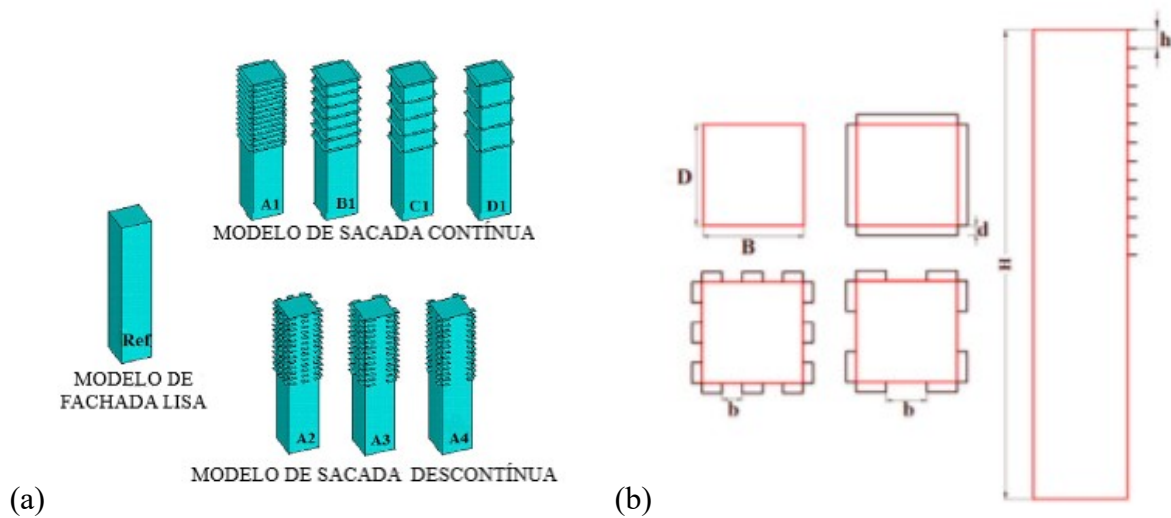 A1 B1 C1 D1
MODELO DE SACADA CONTÍNUA
Ref
MODELO DE
FACHADA LISA
A2 A3 A4
MODELO DE SACADA DESCONTÍNUA
(a)
h
D
B
d
H
b b
(b)